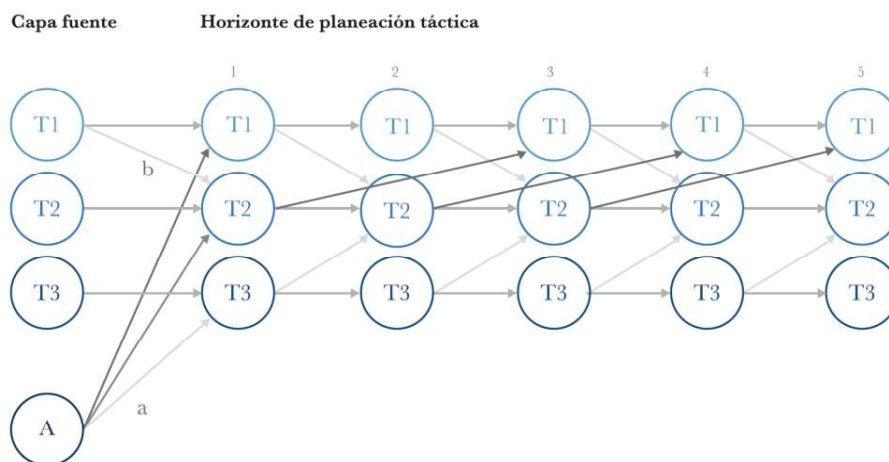 Capa fuente Horizonte de planeación táctica
1 2 3 4 5
T1 T1 T1 T1 T1 T1
b
T2 T2 T2 T2 T2 T2
T3 T3 T3 T3 T3 T3
a
A